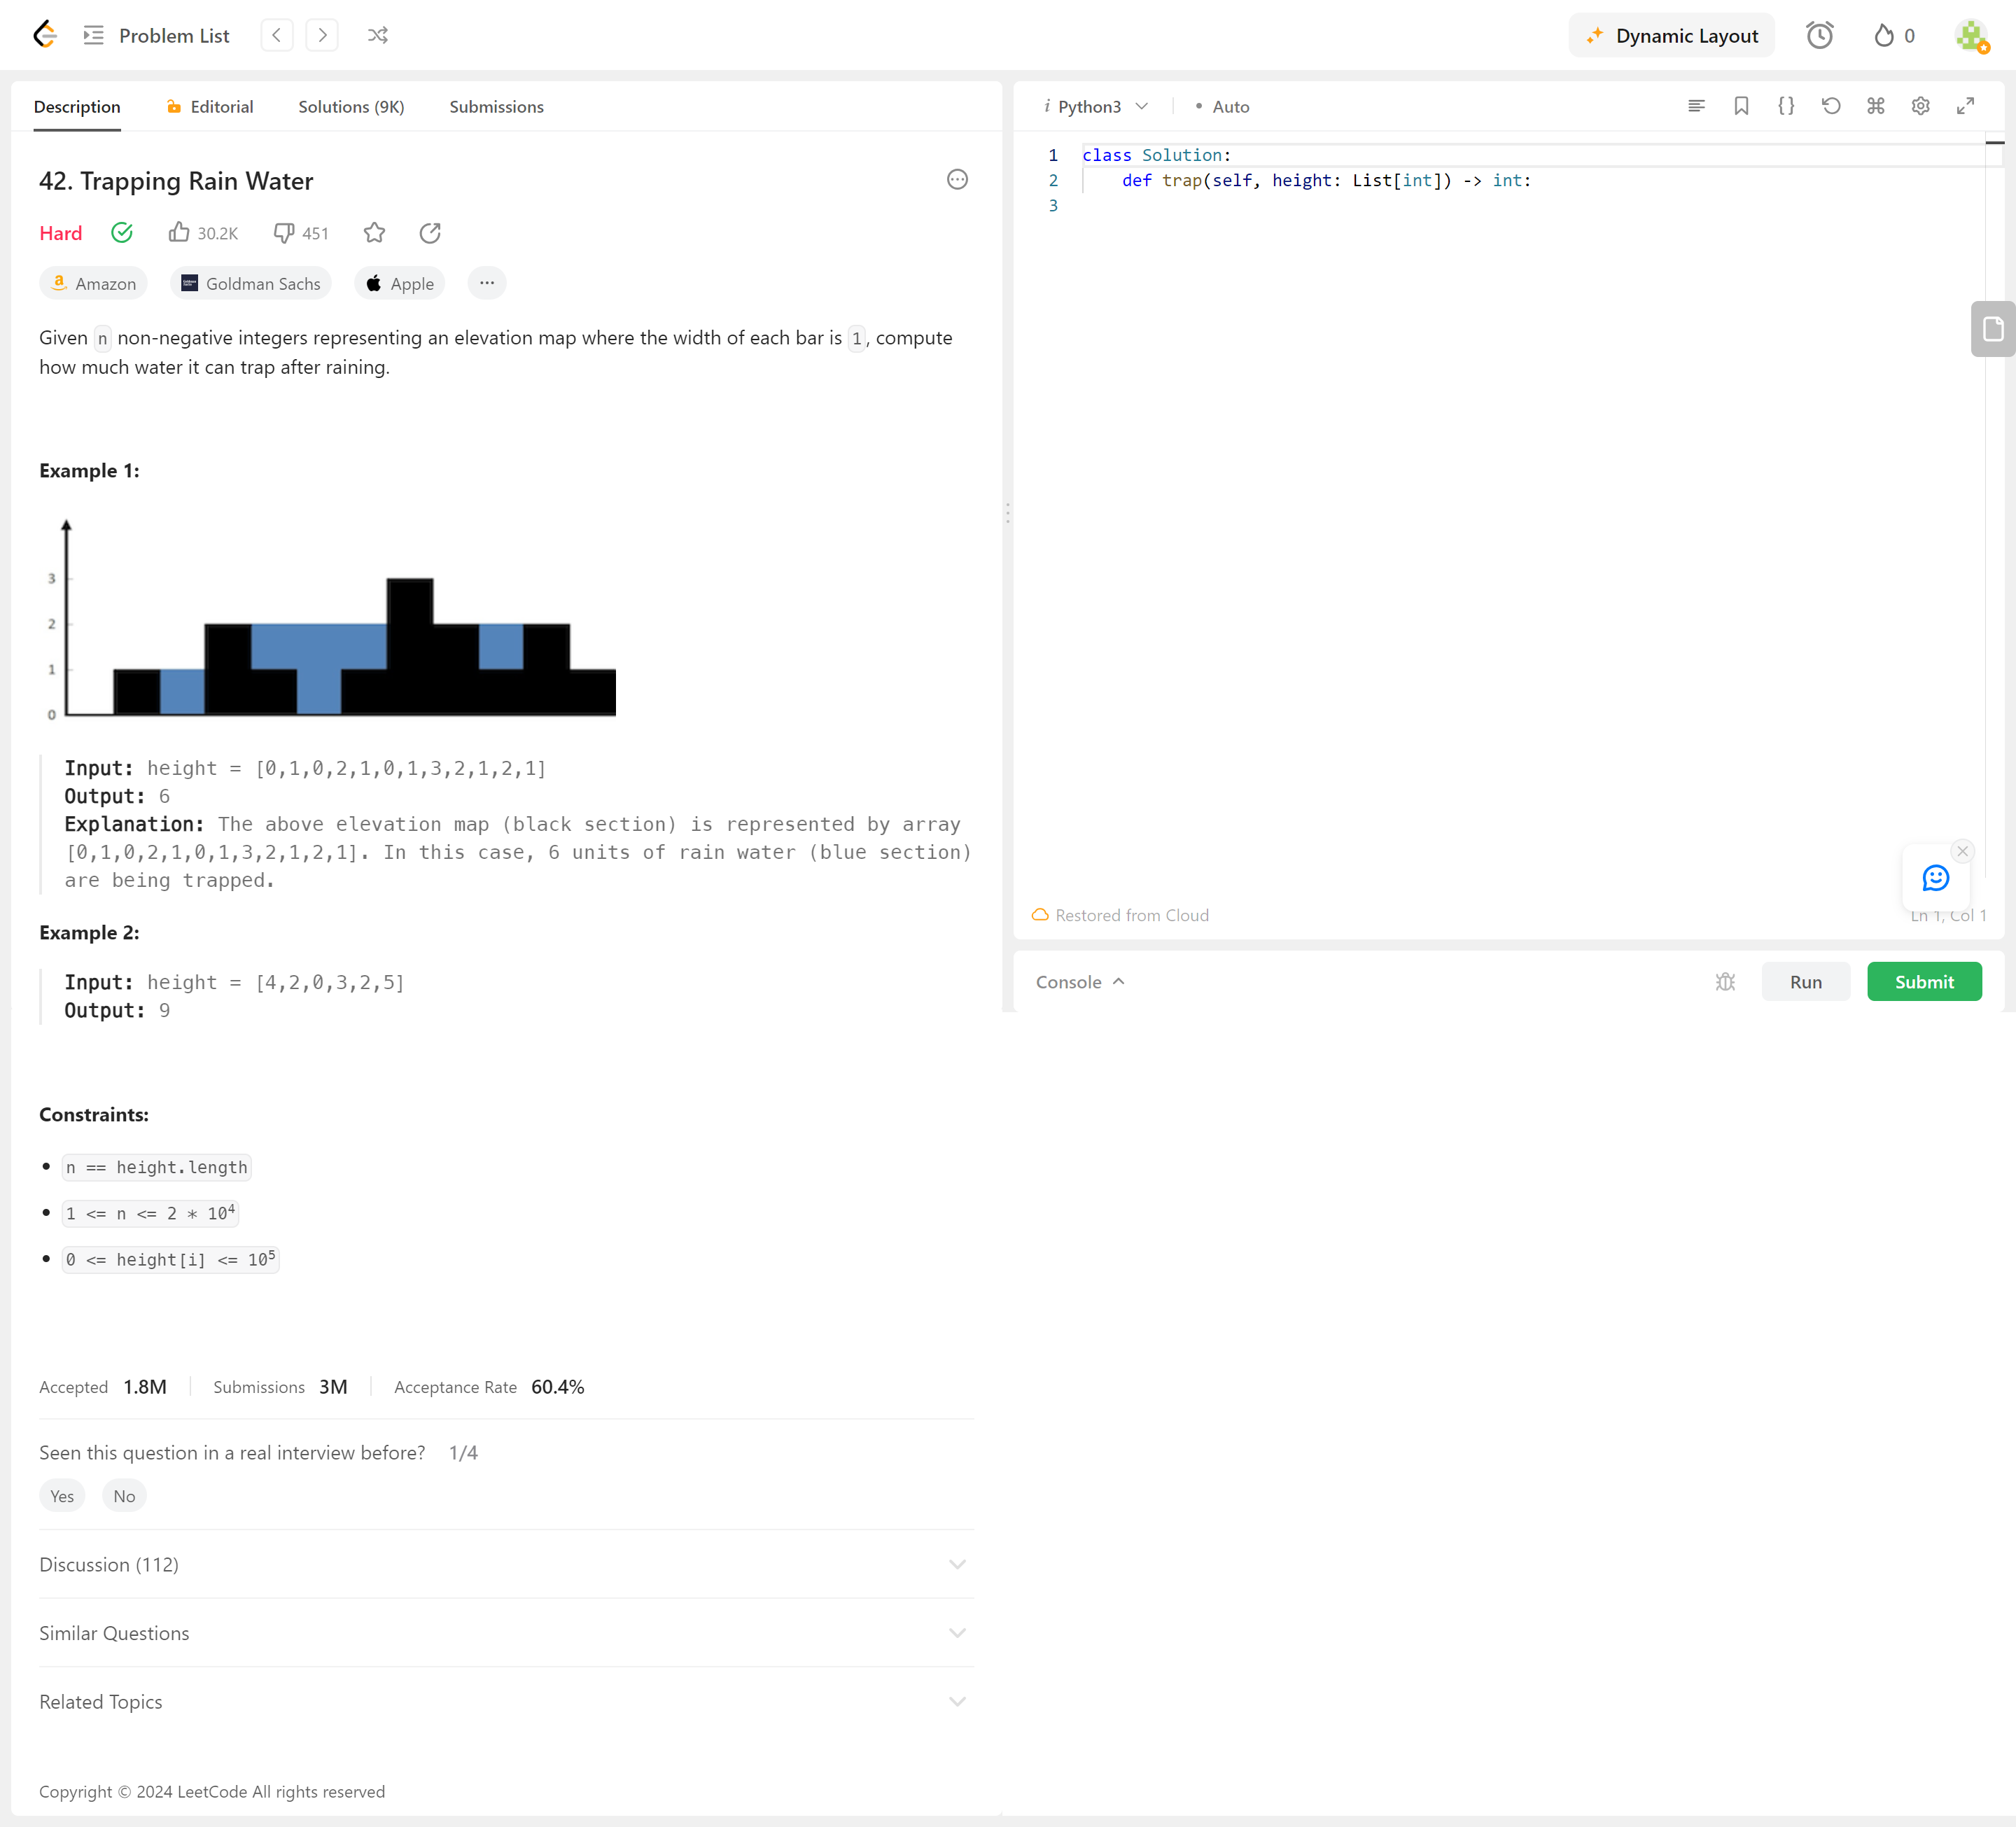 Problem List
Dynamic Layout
0
Description
Editorial
Solutions (9K)
Submissions
42. Trapping Rain Water
Hard
30.2K
451
Amazon
Goldman Sachs
Apple
Given n non-negative integers representing an elevation map where the width of each bar is 1, compute
how much water it can trap after raining.
Example 1:
3
2
1
0
Input: height = [0,1,0,2,1,0,1,3,2,1,2,1]
Output: 6
Explanation: The above elevation map (black section) is represented by array
[0,1,0,2,1,0,1,3,2,1,2,1]. In this case, 6 units of rain water (blue section)
are being trapped.
Example 2:
Input: height = [4,2,0,3,2,5]
Output: 9
Constraints:
n == height.length
1 <= n <= 2 * 10⁴
0 <= height[i] <= 10⁵
Accepted 1.8M
Submissions 3M
Acceptance Rate 60.4%
Seen this question in a real interview before? 1/4
Yes
No
Discussion (112)
Similar Questions
Related Topics
Copyright © 2024 LeetCode All rights reserved
i Python3
• Auto
1 class Solution:
2 def trap(self, height: List[int]) -> int:
3
Restored from Cloud
Ln 1, Col 1
Console
Run
Submit